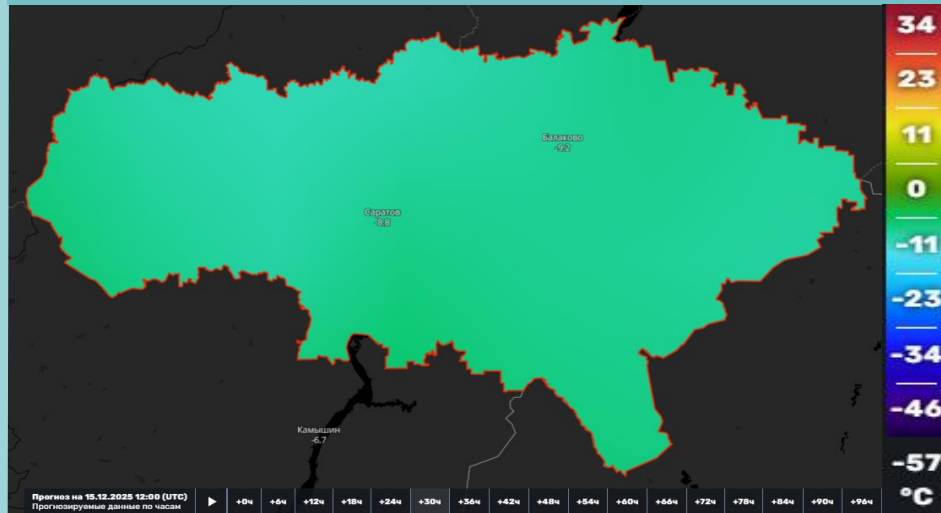 34
23
11
0
-11
-23
-34
-46
-57
°C
Балаково
-9.2
Саратов
-8.8
Камышин
-6.7
Прогноз на 15.12.2025 12:00 (UTC)
Прогнозируемые данные по часам
+0ч +6ч +12ч +18ч +24ч +30ч +36ч +42ч +48ч +54ч +60ч +66ч +72ч +78ч +84ч +90ч +96ч